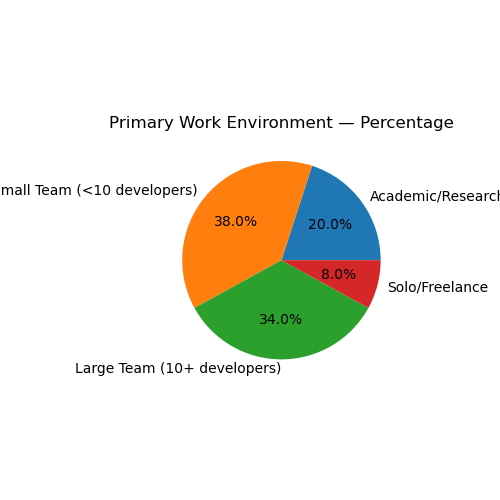 Primary Work Environment — Percentage
mall Team (<10 developers)
Academic/Research
38.0%
20.0%
8.0%
Solo/Freelance
34.0%
Large Team (10+ developers)